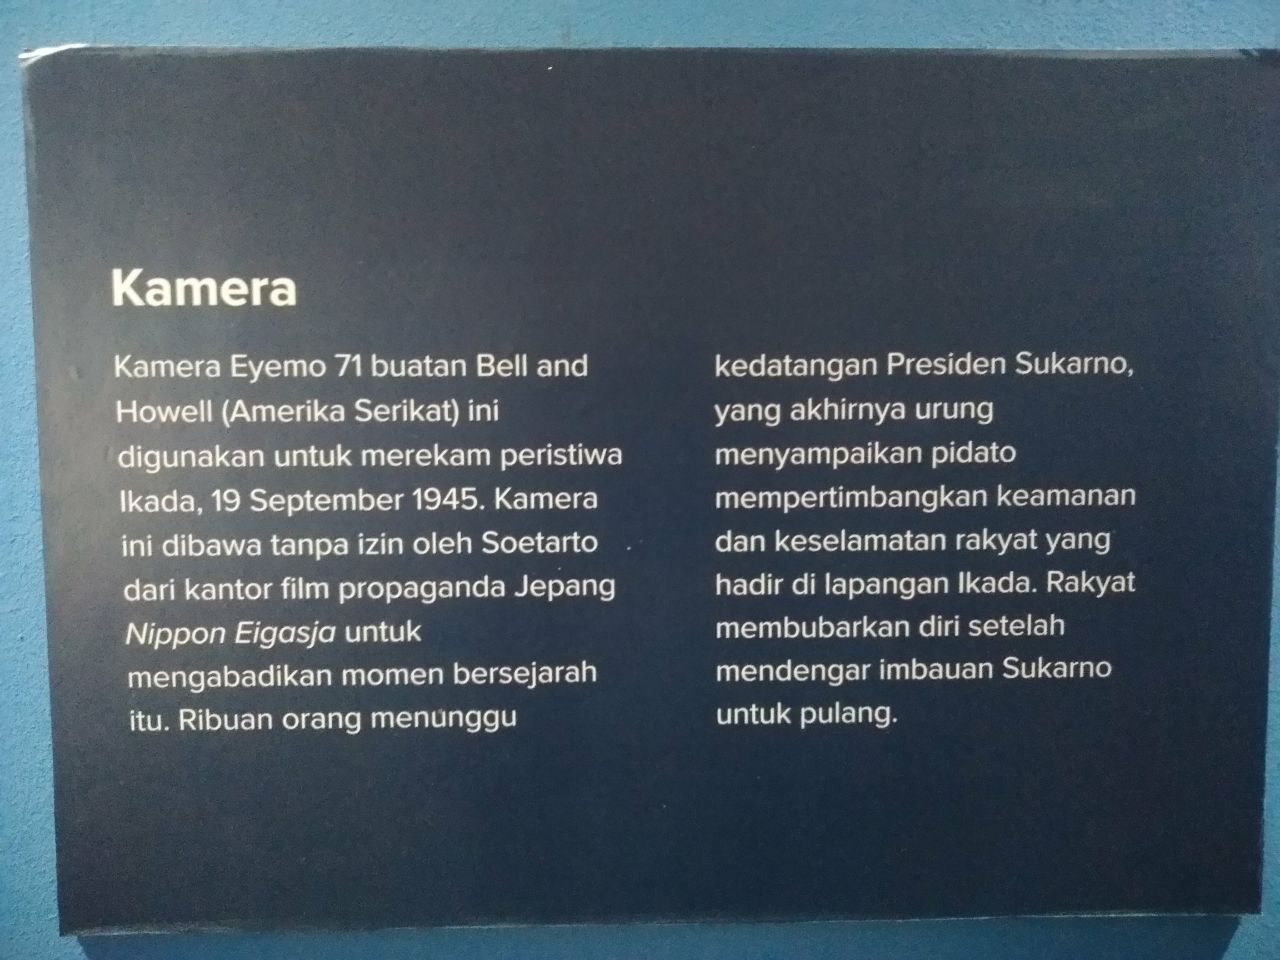 Kamera
Kamera Eyemo 71 buatan Bell and
Howell (Amerika Serikat) ini
digunakan untuk merekam peristiwa
Ikada, 19 September 1945. Kamera
ini dibawa tanpa izin oleh Soetarto
dari kantor film propaganda Jepang
Nippon Eigasja untuk
mengabadikan momen bersejarah
itu. Ribuan orang menunggu
kedatangan Presiden Sukarno,
yang akhirnya urung
menyampaikan pidato
mempertimbangkan keamanan
dan keselamatan rakyat yang
hadir di lapangan Ikada. Rakyat
membubarkan diri setelah
mendengar imbauan Sukarno
untuk pulang.